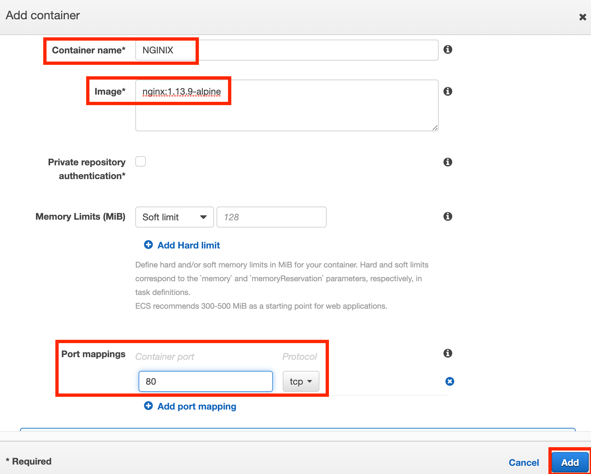 Add container
Container name* NGINIX
Image* nginx:1.13.9-alpine
Private repository
authentication*
Memory Limits (MiB) Soft limit 128
Add Hard limit
Define hard and/or soft memory limits in MiB for your container. Hard and soft limits
correspond to the `memory` and `memoryReservation` parameters, respectively, in
task definitions.
ECS recommends 300-500 MiB as a starting point for web applications.
Port mappings Container port Protocol
80 tcp
Add port mapping
* Required Cancel Add